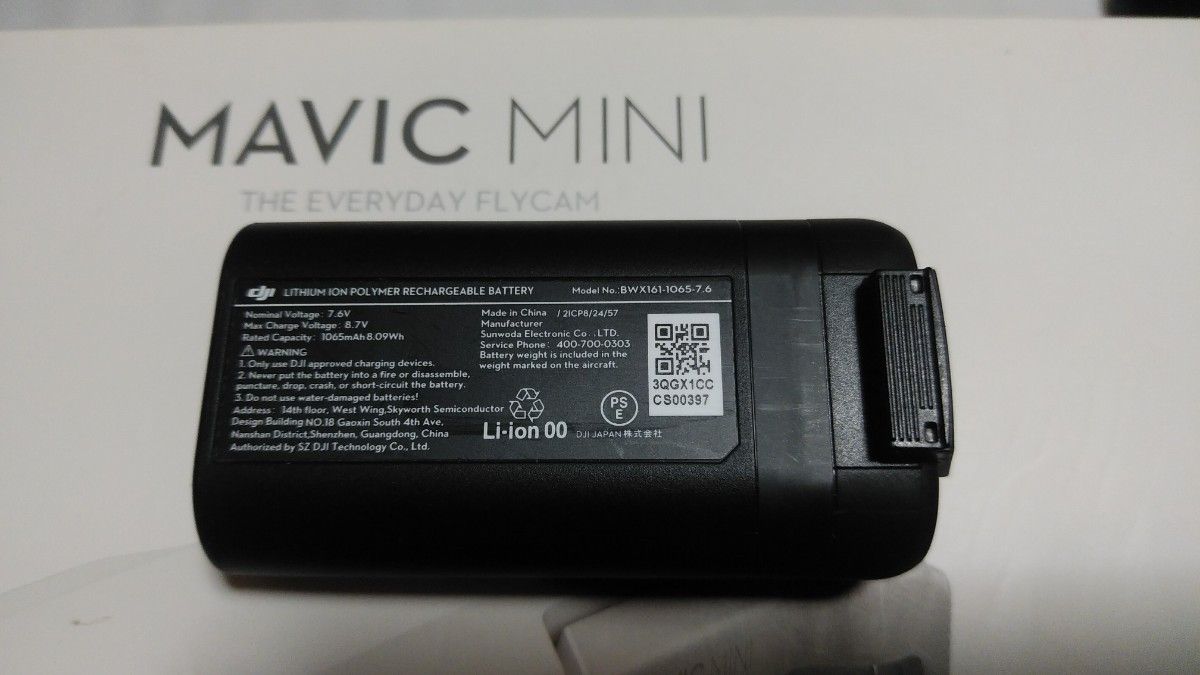 MAVIC MINI
THE EVERYDAY FLYCAM
dji LITHIUM ION POLYMER RECHARGEABLE BATTERY Model No.:BWX161-1065-7.6
Nominal Voltage: 7.6V
Max Charge Voltage: 8.7V
Rated Capacity: 1065mAh 8.09Wh
WARNING
1. Only use DJI approved charging devices.
2. Never put the battery into a fire or disassemble,
puncture, drop, crash, or short-circuit the battery.
3. Do not use water-damaged batteries!
Address: 14th floor, West Wing,Skyworth Semiconductor
Design Building NO.18 Gaoxin South 4th Ave,
Nanshan District,Shenzhen, Guangdong, China
Authorized by SZ DJI Technology Co., Ltd.
Made in China / 2ICP8/24/57
Manufacturer
Sunwoda Electronic Co. .LTD.
Service Phone: 400-700-0303
Battery weight is included in the
weight marked on the aircraft.
Li-ion 00
PS
E
DJI JAPAN 株式会社
3QGX1CC
CS00397
MINI